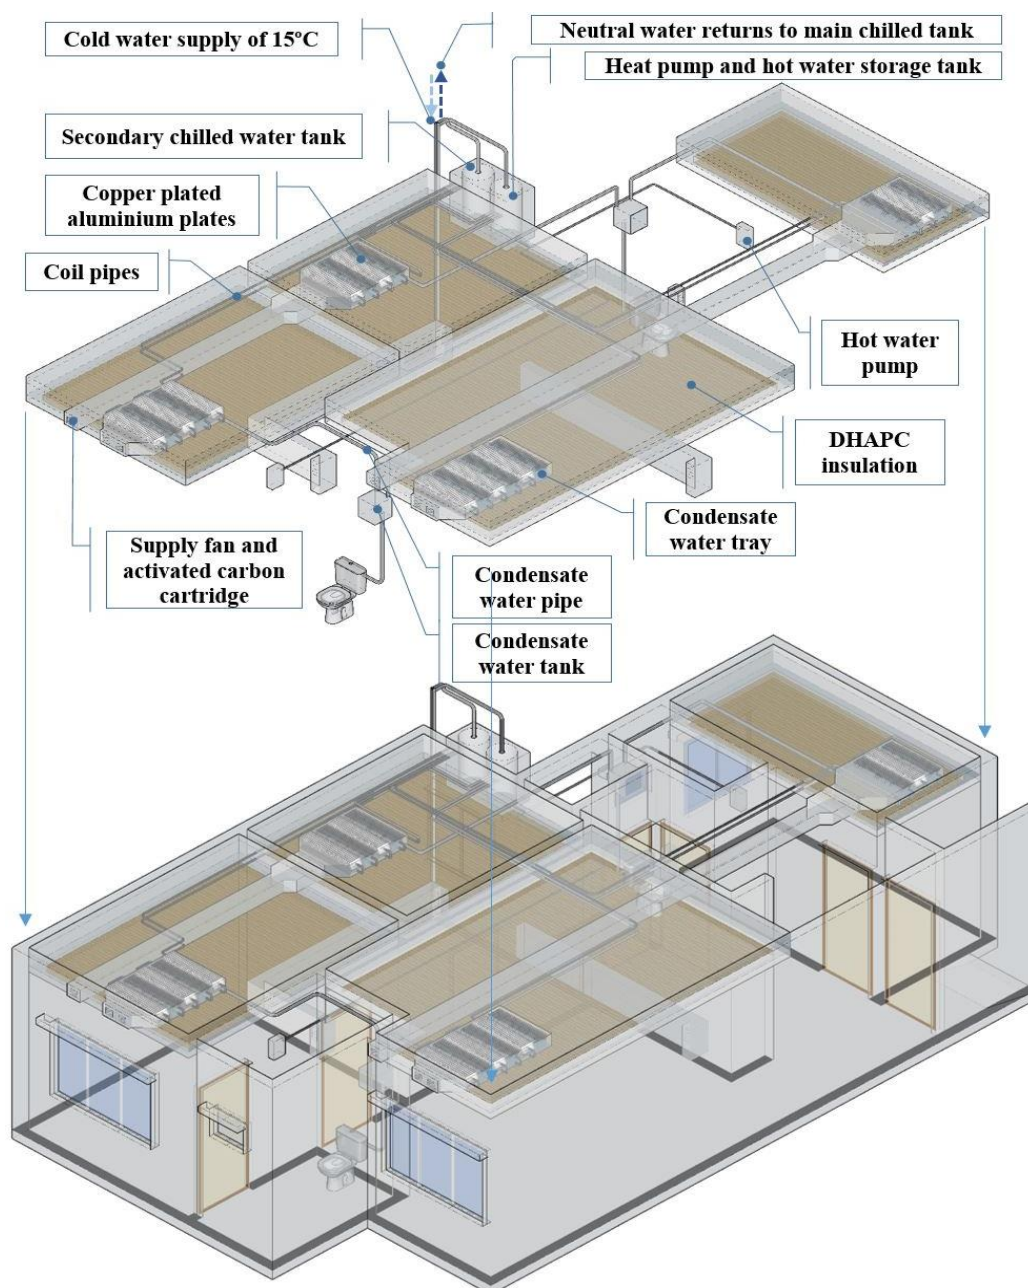 Cold water supply of 15°C
Neutral water returns to main chilled tank
Heat pump and hot water storage tank
Secondary chilled water tank
Copper plated
aluminium plates
Coil pipes
Hot water
pump
DHAPC
insulation
Condensate
water tray
Supply fan and
activated carbon
cartridge
Condensate
water pipe
Condensate
water tank